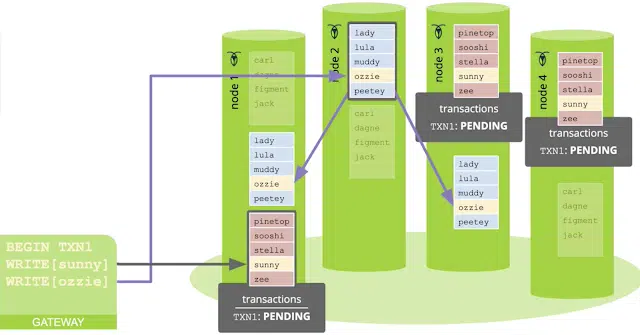 node 1
carl
dagne
figment
jack
lady
lula
muddy
ozzie
peetey
pinetop
sooshi
stella
sunny
zee
transactions
TXN1: PENDING
node 2
lady
lula
muddy
ozzie
peetey
carl
dagne
figment
jack
node 3
pinetop
sooshi
stella
sunny
zee
transactions
TXN1: PENDING
lady
lula
muddy
ozzie
peetey
node 4
pinetop
sooshi
stella
sunny
zee
transactions
TXN1: PENDING
carl
dagne
figment
jack
BEGIN TXN1
WRITE[sunny]
WRITE[ozzie]
GATEWAY